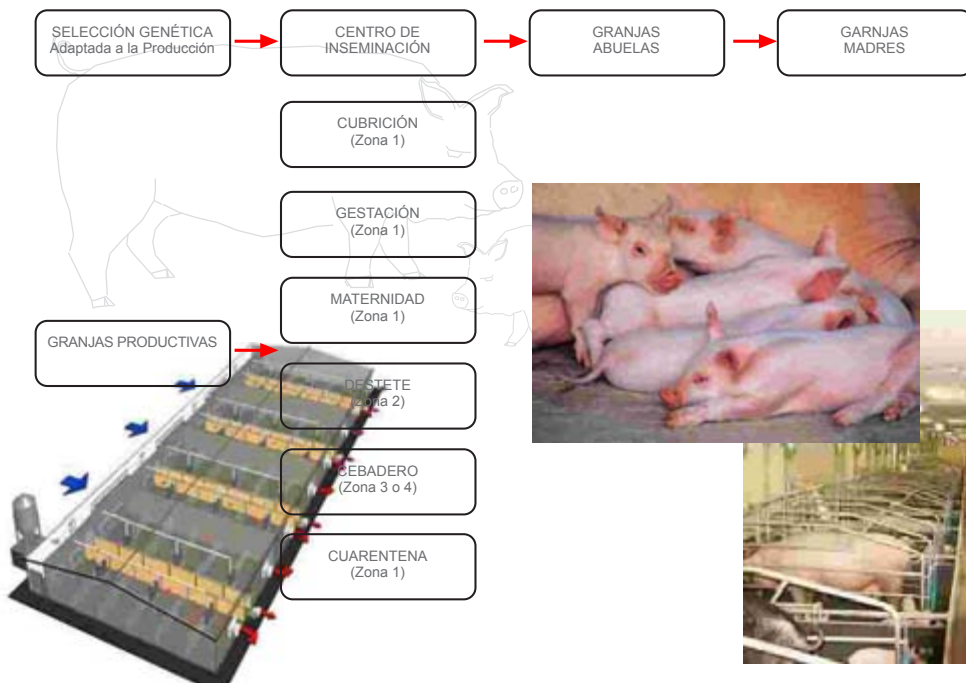 SELECCIÓN GENÉTICA
Adaptada a la Producción
CENTRO DE
INSEMINACIÓN
GRANJAS
ABUELAS
GARNJAS
MADRES
CUBRICIÓN
(Zona 1)
GESTACIÓN
(Zona 1)
MATERNIDAD
(Zona 1)
GRANJAS PRODUCTIVAS
DESTETE
(Zona 2)
CEBADERO
(Zona 3 o 4)
CUARENTENA
(Zona 1)